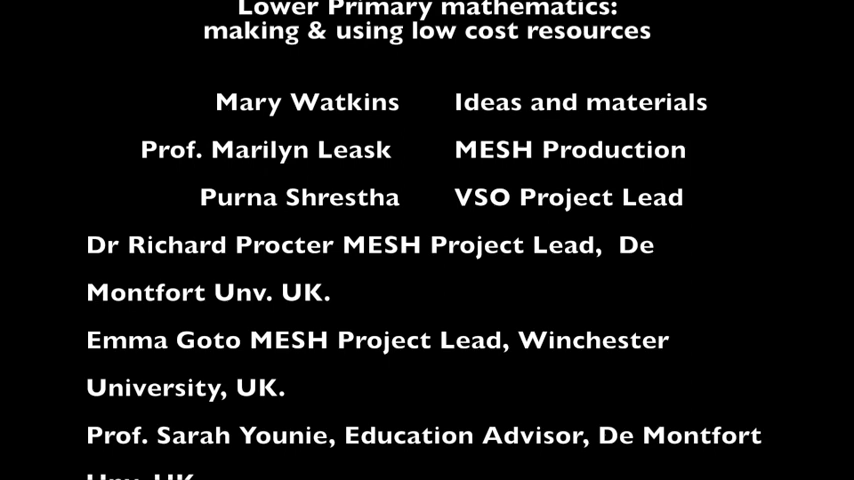 Lower Primary mathematics:
making & using low cost resources
Mary Watkins Ideas and materials
Prof. Marilyn Leask MESH Production
Purna Shrestha VSO Project Lead
Dr Richard Procter MESH Project Lead, De
Montfort Unv. UK.
Emma Goto MESH Project Lead, Winchester
University, UK.
Prof. Sarah Younie, Education Advisor, De Montfort
Unv. UK